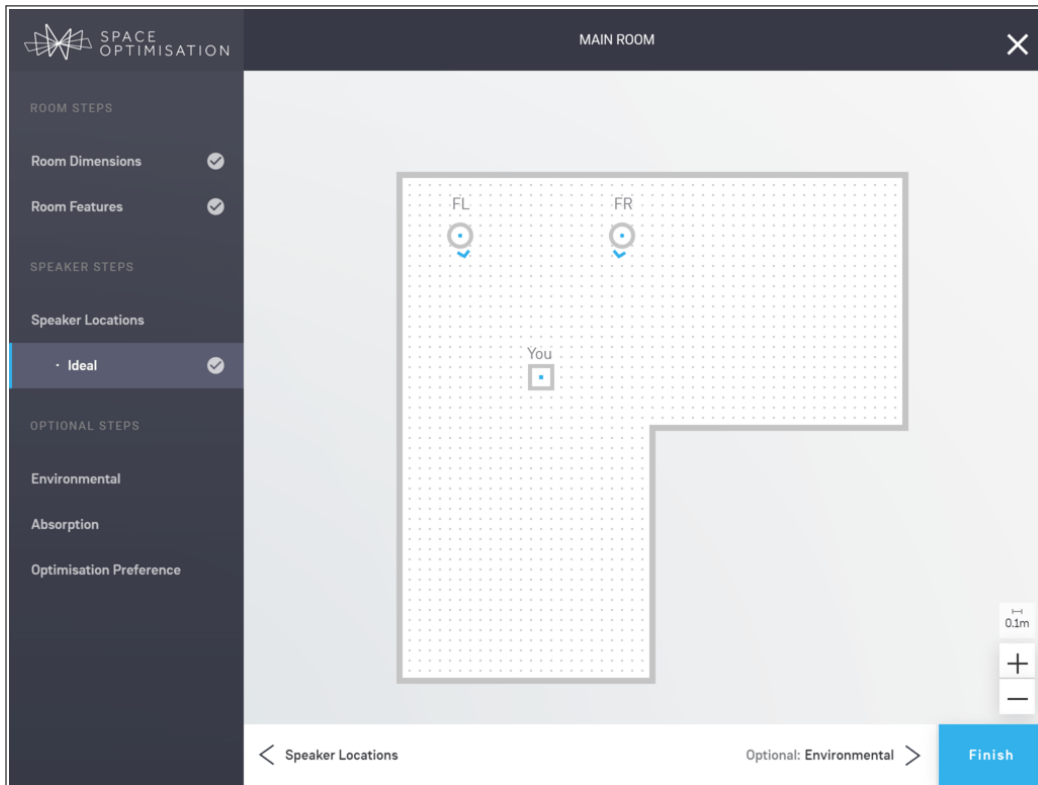 SPACE
OPTIMISATION
MAIN ROOM
ROOM STEPS
Room Dimensions
Room Features
SPEAKER STEPS
Speaker Locations
· Ideal
OPTIONAL STEPS
Environmental
Absorption
Optimisation Preference
FL FR
You
0.1m
Speaker Locations
Optional: Environmental
Finish